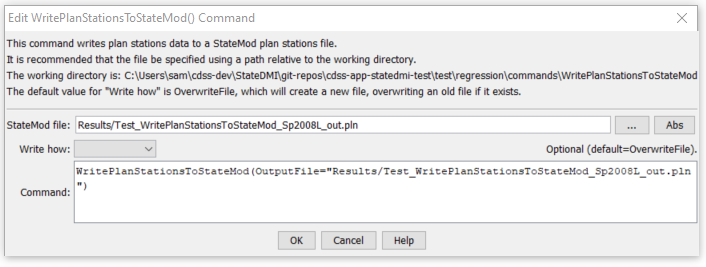 Edit WritePlanStationsToStateMod() Command
This command writes plan stations data to a StateMod plan stations file.
It is recommended that the file be specified using a path relative to the working directory.
The working directory is: C:\Users\sam\cdss-dev\StateDMI\git-repos\cdss-app-statedmi-test\test\regression\commands\WritePlanStationsToStateMod
The default value for "Write how" is OverwriteFile, which will create a new file, overwriting an old file if it exists.
StateMod file: Results/Test_WritePlanStationsToStateMod_Sp2008L_out.pln ... Abs
Write how: Optional (default=OverwriteFile).
Command: WritePlanStationsToStateMod(OutputFile="Results/Test_WritePlanStationsToStateMod_Sp2008L_out.pln
")
OK Cancel Help